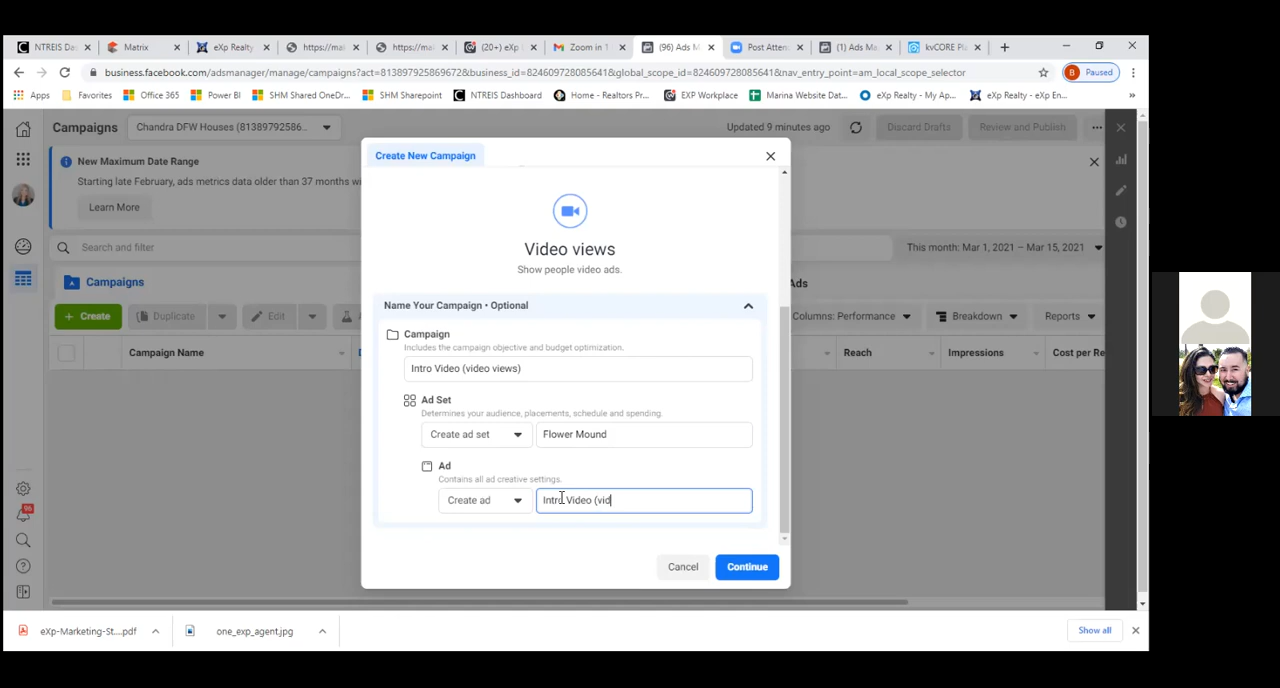 NTREIS Da
Matrix
eXp Realty
https://mai
https://mai
(20+) eXp
Zoom in 1
(96) Ads M
Post Atten
(1) Ads Ma
kvCORE Pl
business.facebook.com/adsmanager/manage/campaigns?act=813897925869672&business_id=824609728085641&global_scope_id=824609728085641&nav_entry_point=am_local_scope_selector
B Paused
Apps
Favorites
Office 365
Power BI
SHM Shared OneDr...
SHM Sharepoint
NTREIS Dashboard
Home - Realtors Pr...
EXP Workplace
Marina Website Dat...
eXp Realty - My Ap...
eXp Realty - eXp En...
»
Campaigns
Chandra DFW Houses (81389792586...
Updated 9 minutes ago
Discard Drafts
Review and Publish
New Maximum Date Range
Starting late February, ads metrics data older than 37 months wi
Learn More
Search and filter
This month: Mar 1, 2021 – Mar 15, 2021
Campaigns
Ads
+ Create
Duplicate
Edit
Columns: Performance
Breakdown
Reports
Campaign Name
Reach
Impressions
Cost per Re
Create New Campaign
Video views
Show people video ads.
Name Your Campaign • Optional
Campaign
Includes the campaign objective and budget optimization.
Intro Video (video views)
Ad Set
Determines your audience, placements, schedule and spending.
Create ad set
Flower Mound
Ad
Contains all ad creative settings.
Create ad
Intro Video (vid
Cancel
Continue
96
eXp-Marketing-St....pdf
one_exp_agent.jpg
Show all